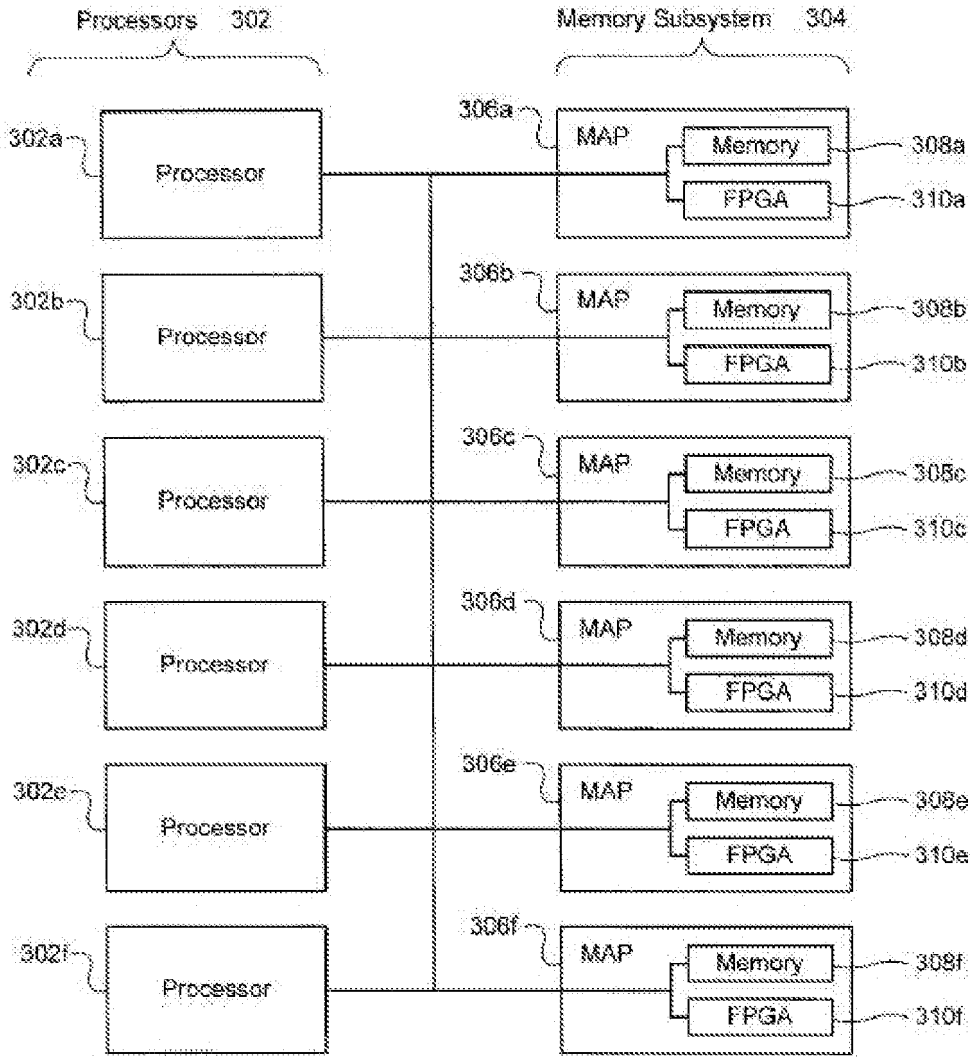 Processors 302
Memory Subsystem 304
302a
Processor
306a
MAP
Memory
308a
FPGA
310a
302b
Processor
306b
MAP
Memory
308b
FPGA
310b
302c
Processor
306c
MAP
Memory
308c
FPGA
310c
302d
Processor
306d
MAP
Memory
308d
FPGA
310d
302e
Processor
306e
MAP
Memory
308e
FPGA
310e
302f
Processor
306f
MAP
Memory
308f
FPGA
310f